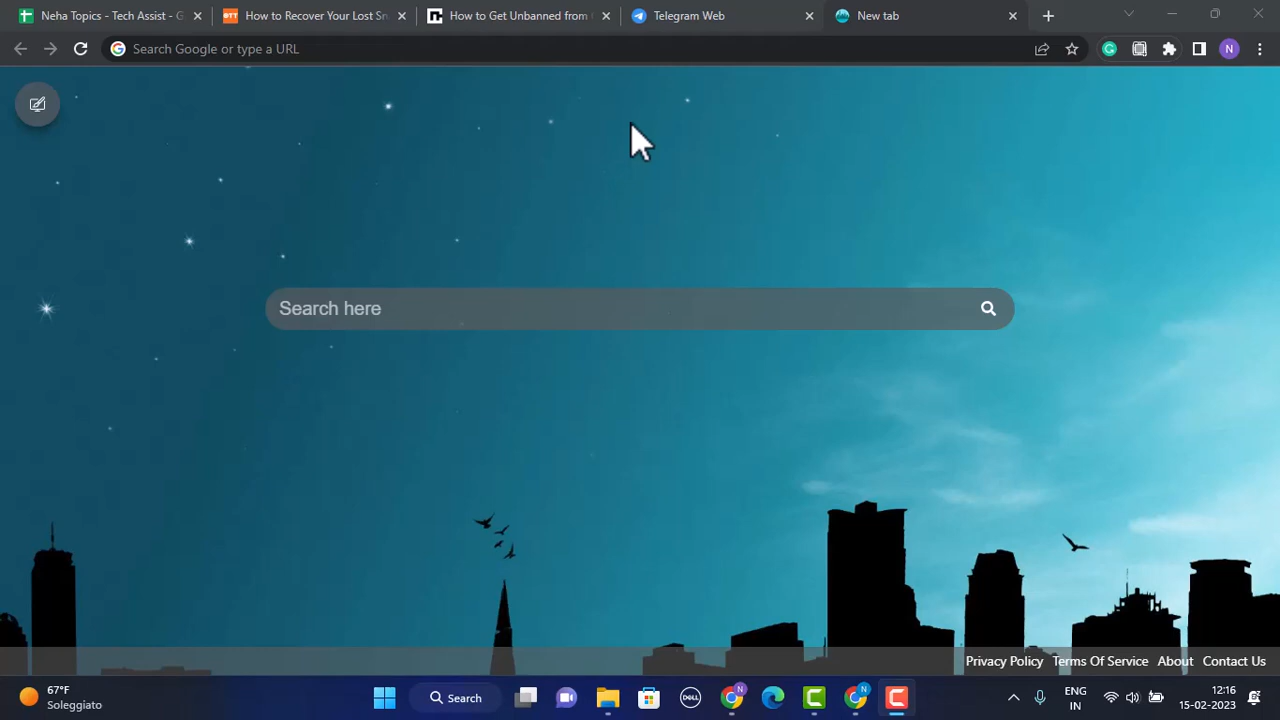 Neha Topics - Tech Assist - G
How to Recover Your Lost Sn
How to Get Unbanned from
Telegram Web
New tab
Search Google or type a URL
N
Search here
Privacy Policy Terms Of Service About Contact Us
67°F
Soleggiato
Search
DELL
N
N
ENG
IN
12:16
15-02-2023